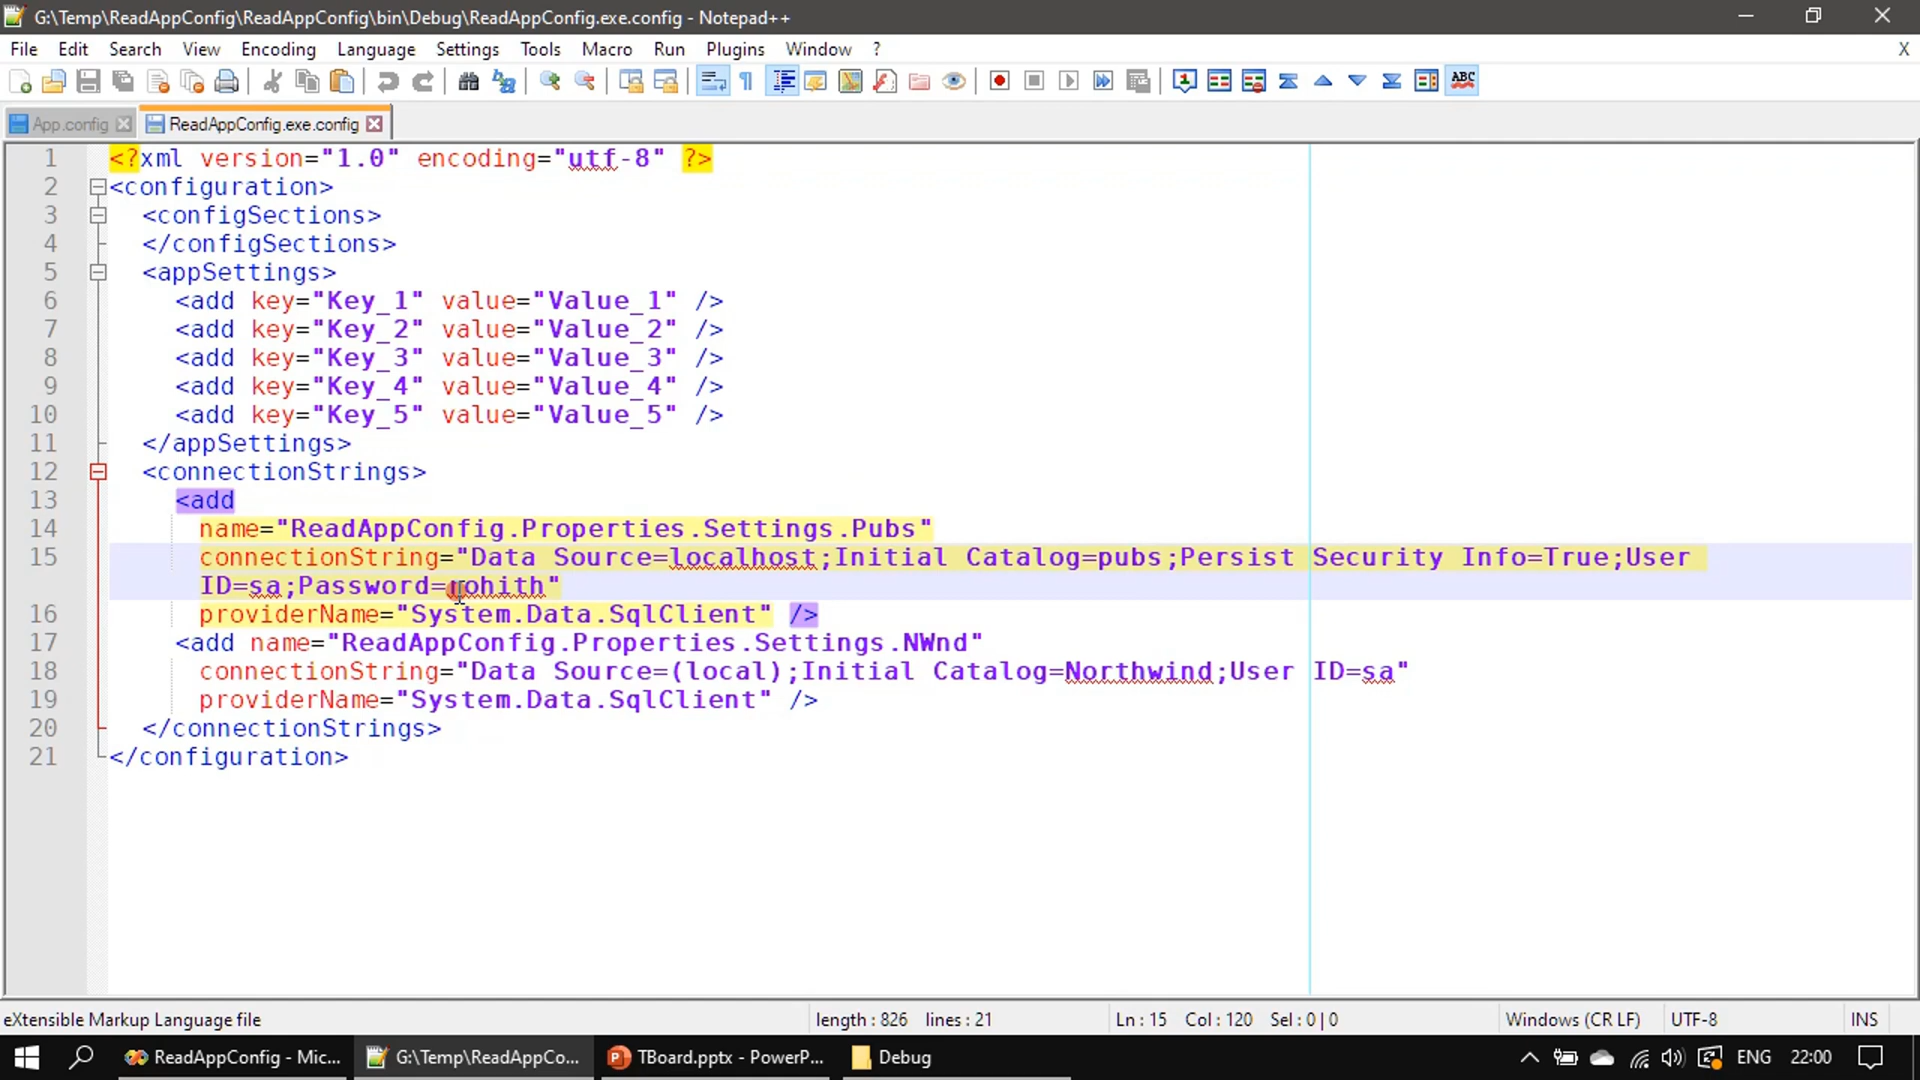 G:\Temp\ReadAppConfig\ReadAppConfig\bin\Debug\ReadAppConfig.exe.config - Notepad++
File Edit Search View Encoding Language Settings Tools Macro Run Plugins Window ? X
App.config ReadAppConfig.exe.config
1 <?xml version="1.0" encoding="utf-8" ?>
2 <configuration>
3 <configSections>
4 </configSections>
5 <appSettings>
6 <add key="Key_1" value="Value_1" />
7 <add key="Key_2" value="Value_2" />
8 <add key="Key_3" value="Value_3" />
9 <add key="Key_4" value="Value_4" />
10 <add key="Key_5" value="Value_5" />
11 </appSettings>
12 <connectionStrings>
13 <add
14 name="ReadAppConfig.Properties.Settings.Pubs"
15 connectionString="Data Source=localhost;Initial Catalog=pubs;Persist Security Info=True;User
ID=sa;Password=rohith"
16 providerName="System.Data.SqlClient" />
17 <add name="ReadAppConfig.Properties.Settings.NWnd"
18 connectionString="Data Source=(local);Initial Catalog=Northwind;User ID=sa"
19 providerName="System.Data.SqlClient" />
20 </connectionStrings>
21 </configuration>
eXtensible Markup Language file length : 826 lines : 21 Ln : 15 Col : 120 Sel : 0 | 0 Windows (CR LF) UTF-8 INS
ReadAppConfig - Mic... G:\Temp\ReadAppCo... TBoard.pptx - PowerP... Debug ENG 22:00